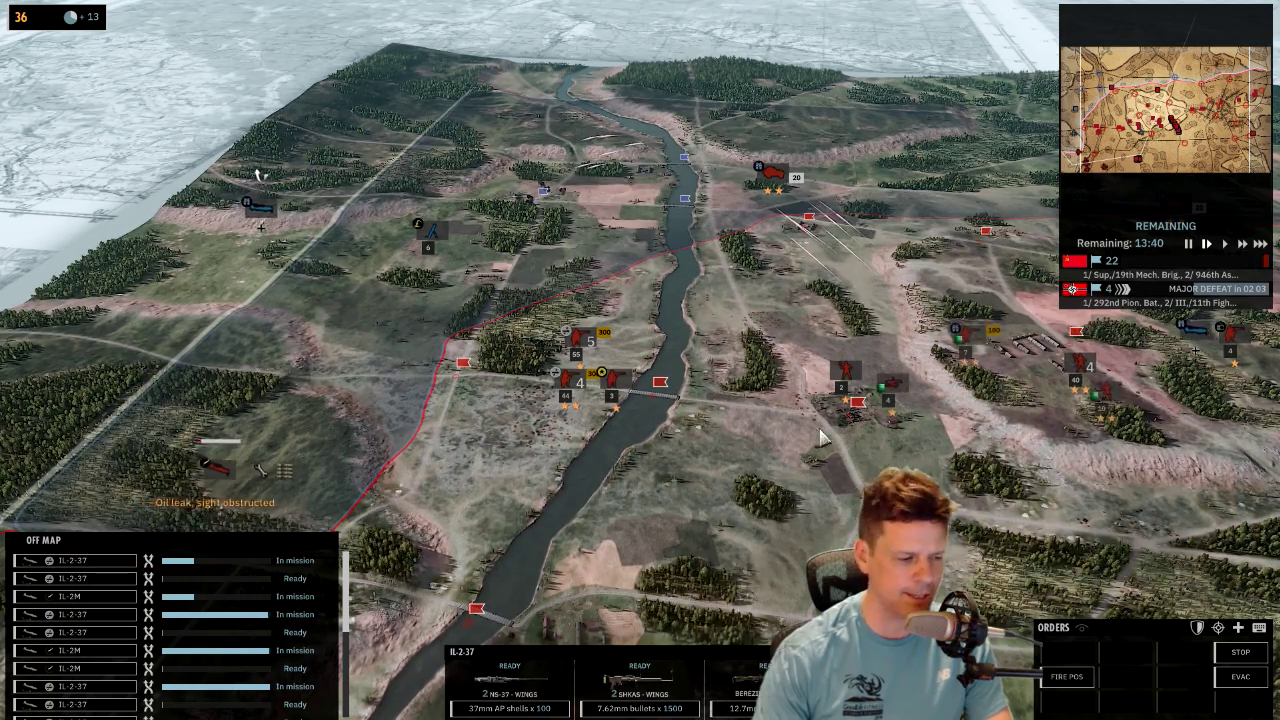 36
+ 13
20
6
300
5
55
4
44
3
2
4
180
4
40
4
Oil leak, sight obstructed
REMAINING
Remaining: 13:40
22
1/ Sup./19th Mech. Brig., 2/ 946th As...
4
MAJOR DEFEAT in 02 03
1/ 292nd Pion. Bat., 2/ III./11th Figh...
OFF MAP
IL-2-37 In mission
IL-2-37 Ready
IL-2M In mission
IL-2-37 In mission
IL-2-37 Ready
IL-2M In mission
IL-2M Ready
IL-2-37 In mission
IL-2-37 Ready
IL-2-37
READY
2 NS-37 - WINGS
37mm AP shells x 100
READY
2 SHKAS - WINGS
7.62mm bullets x 1500
READY
12.7m
ORDERS
FIRE POS
STOP
EVAC